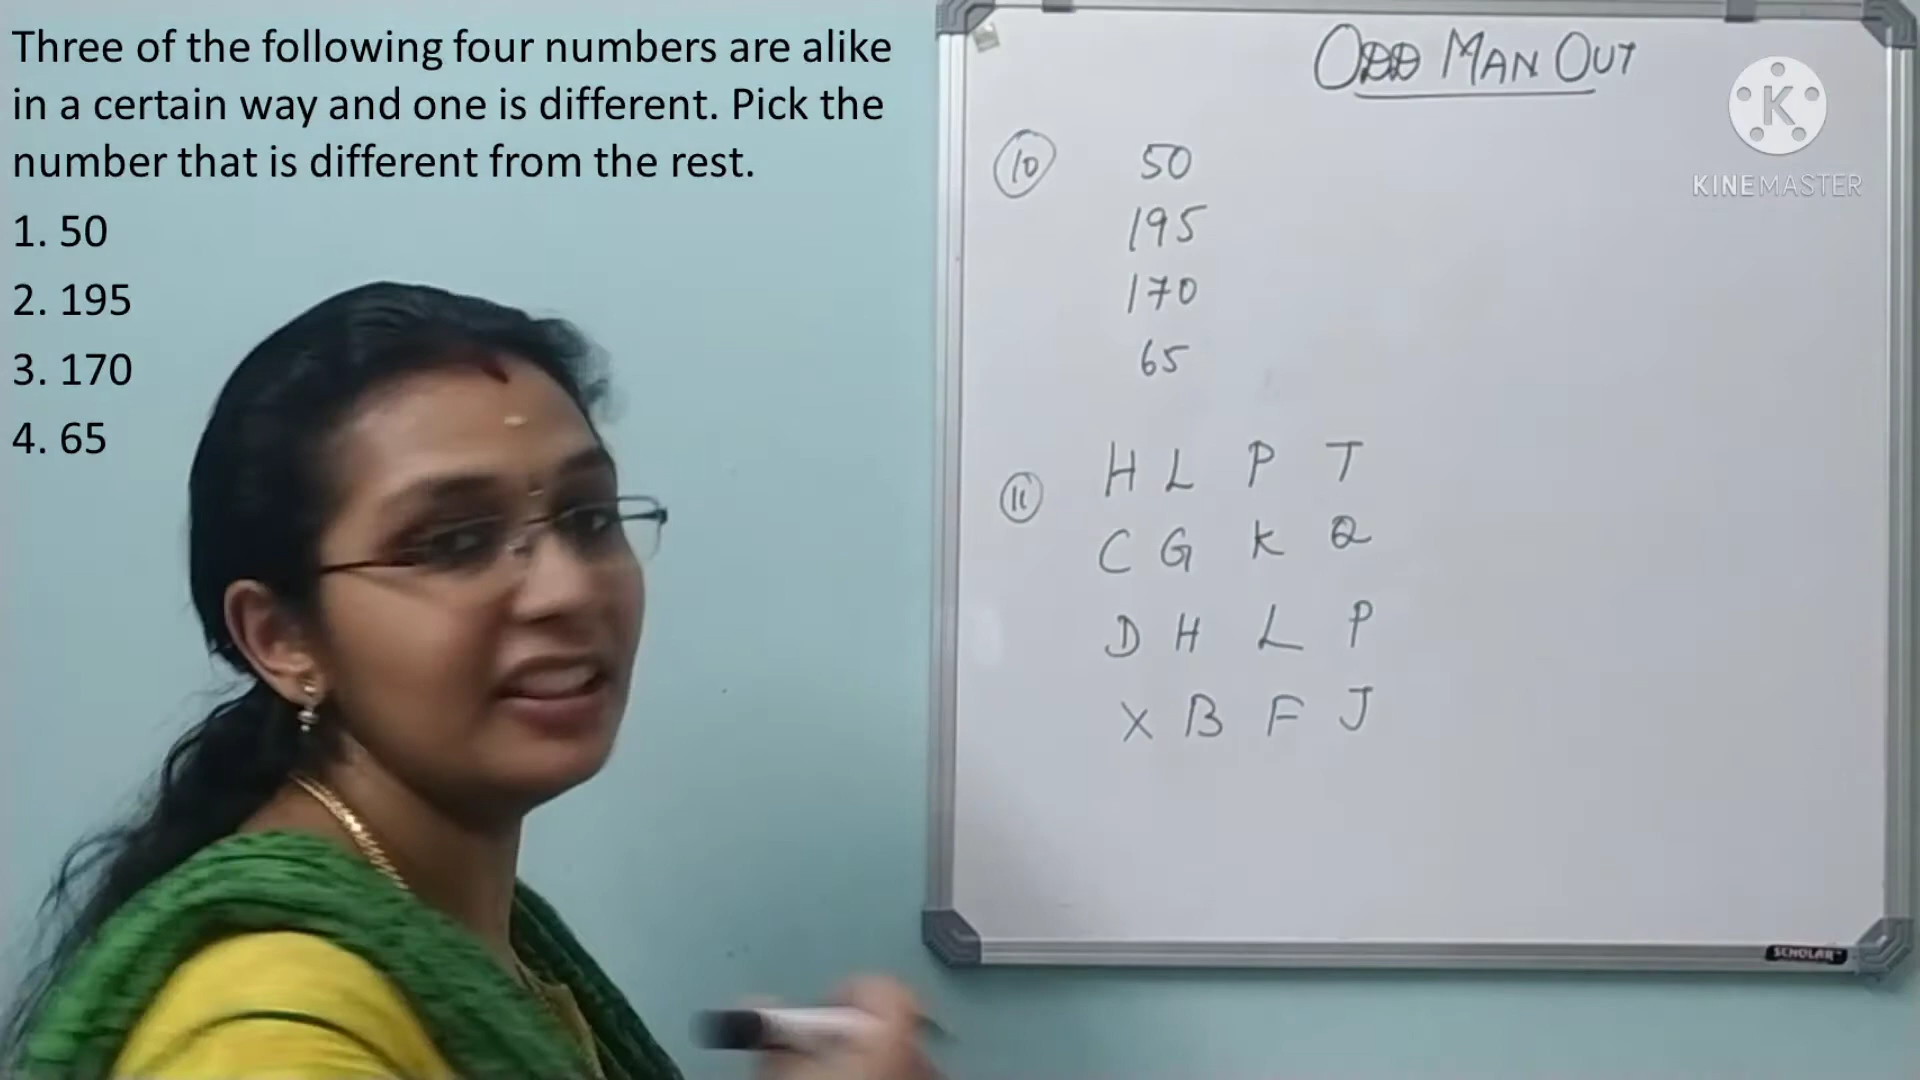 Three of the following four numbers are alike
in a certain way and one is different. Pick the
number that is different from the rest.
1. 50
2. 195
3. 170
4. 65
ODD MAN OUT
10 50
195
170
65
11 H L P T
C G K Q
D H L P
X B F J
K
KINEMASTER
SCHOLAR